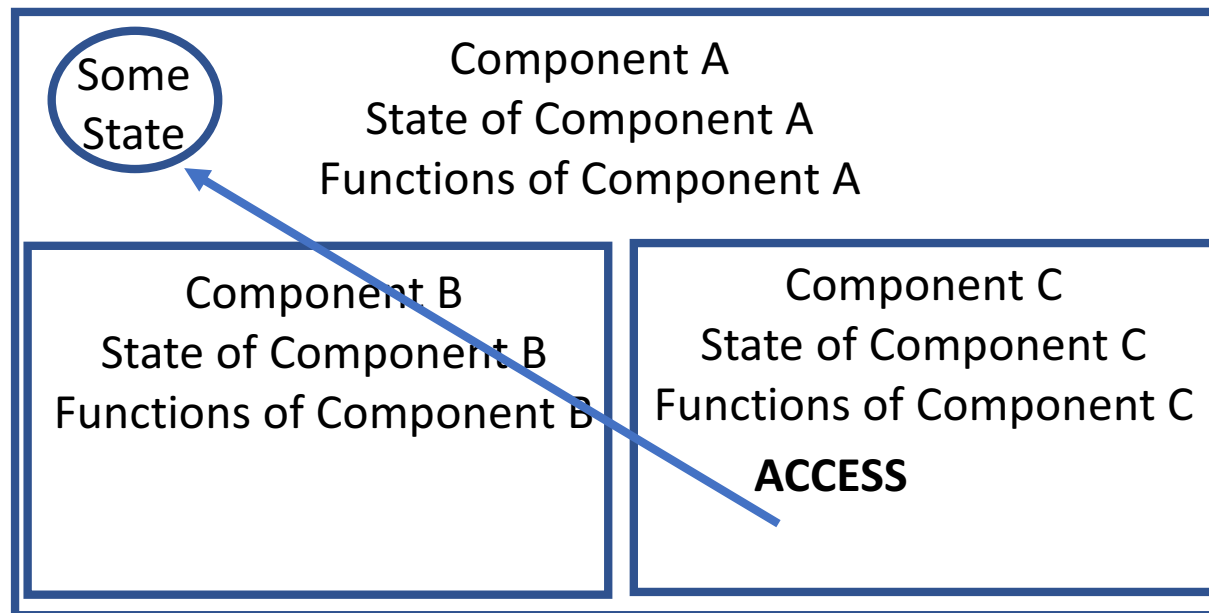 Some
State
Component A
State of Component A
Functions of Component A
Component B
State of Component B
Functions of Component B
Component C
State of Component C
Functions of Component C
ACCESS